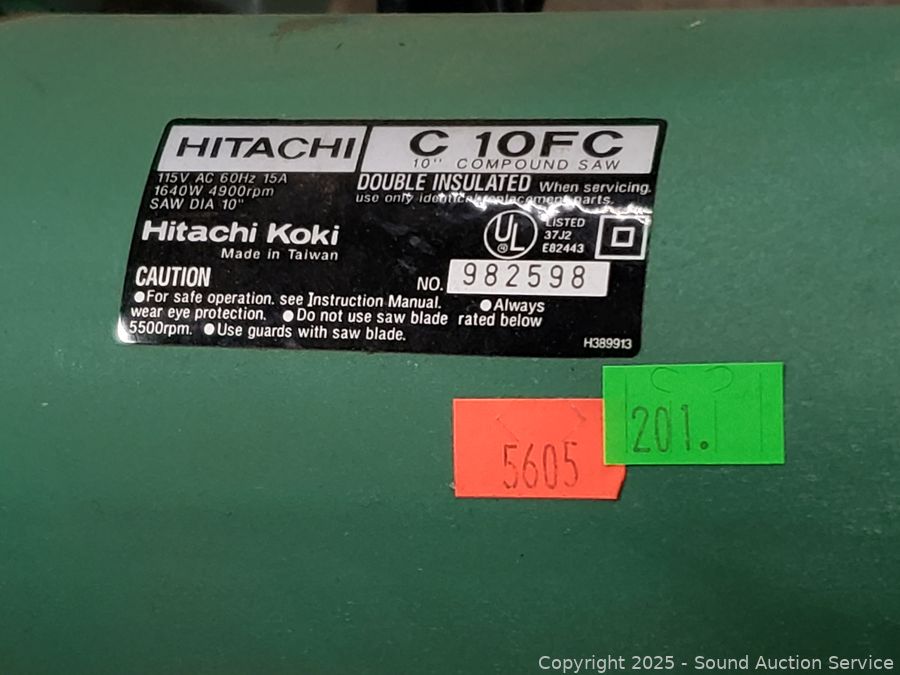 HITACHI
C 10FC
10" COMPOUND SAW
115V AC 60Hz 15A
1640W 4900rpm
SAW DIA 10"
DOUBLE INSULATED When servicing.
use only identical replacement parts.
Hitachi Koki
Made in Taiwan
UL
LISTED
37J2
E82443
CAUTION
NO. 982598
●For safe operation. see Instruction Manual. ●Always
wear eye protection. ●Do not use saw blade rated below
5500rpm. ●Use guards with saw blade.
H389913
5605
201.
Copyright 2025 - Sound Auction Service